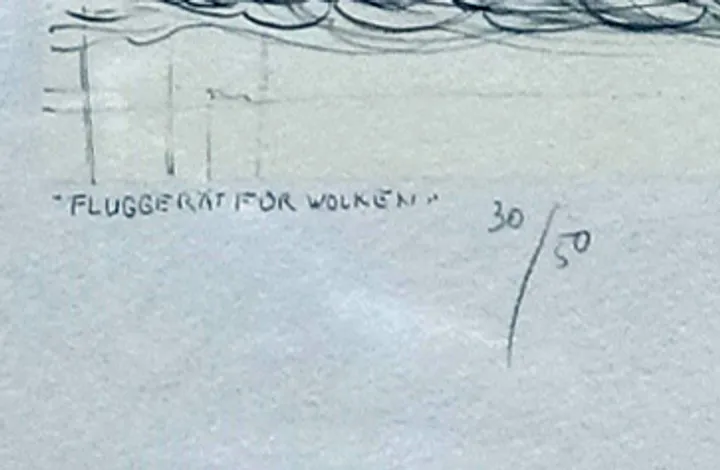 "FLUGGERÄT FÜR WOLKEN"
30/50